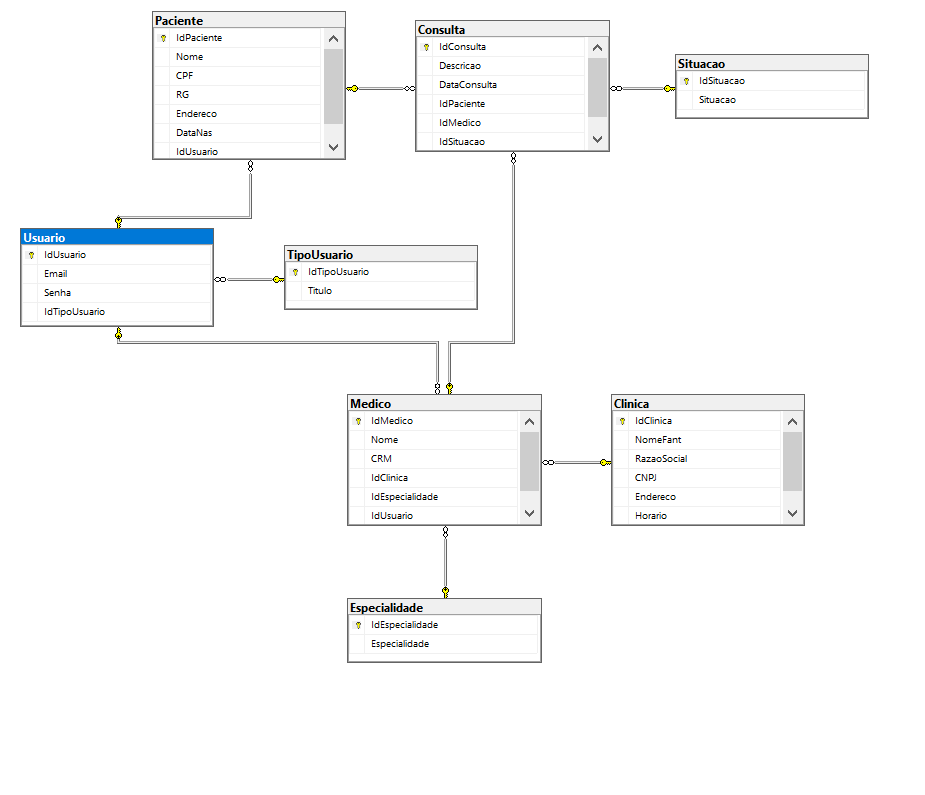 Paciente
IdPaciente
Nome
CPF
RG
Endereco
DataNas
IdUsuario
Consulta
IdConsulta
Descricao
DataConsulta
IdPaciente
IdMedico
IdSituacao
Situacao
IdSituacao
Situacao
Usuario
IdUsuario
Email
Senha
IdTipoUsuario
TipoUsuario
IdTipoUsuario
Titulo
Medico
IdMedico
Nome
CRM
IdClinica
IdEspecialidade
IdUsuario
Clinica
IdClinica
NomeFant
RazaoSocial
CNPJ
Endereco
Horario
Especialidade
IdEspecialidade
Especialidade